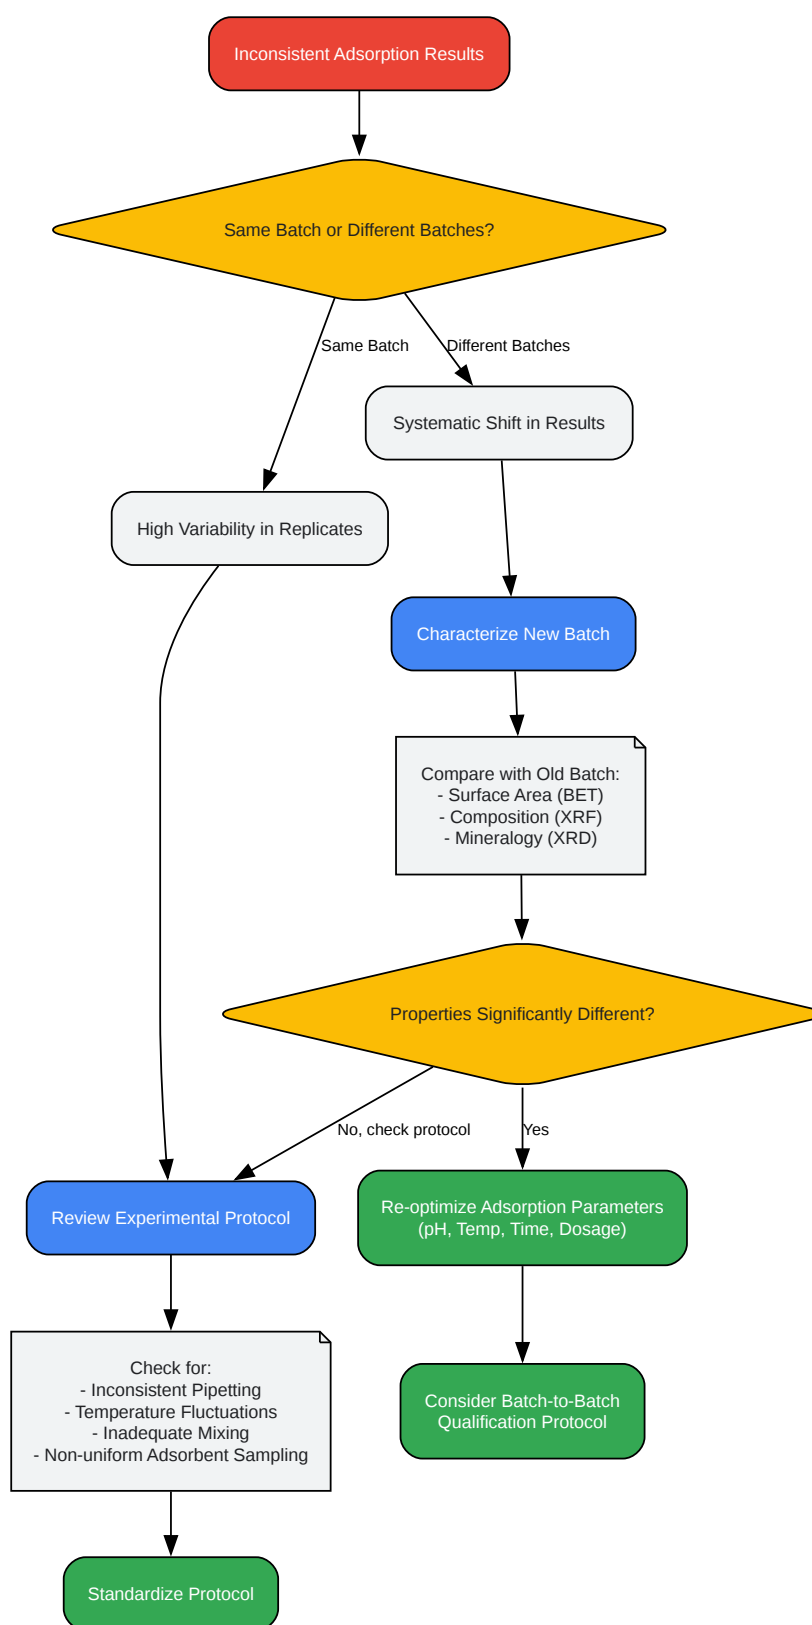 Inconsistent Adsorption Results
Same Batch or Different Batches?
Same Batch
Different Batches
Systematic Shift in Results
High Variability in Replicates
Characterize New Batch
Compare with Old Batch:
- Surface Area (BET)
- Composition (XRF)
- Mineralogy (XRD)
Properties Significantly Different?
No, check protocol
Yes
Review Experimental Protocol
Re-optimize Adsorption Parameters
(pH, Temp, Time, Dosage)
Check for:
- Inconsistent Pipetting
- Temperature Fluctuations
- Inadequate Mixing
- Non-uniform Adsorbent Sampling
Consider Batch-to-Batch
Qualification Protocol
Standardize Protocol